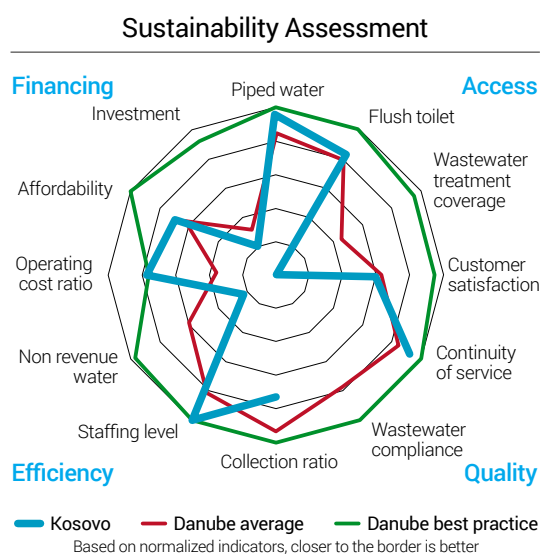 Sustainability Assessment
Financing
Access
Piped water
Investment
Flush toilet
Wastewater
treatment
coverage
Affordability
Customer
satisfaction
Operating
cost ratio
Continuity
of service
Non revenue
water
Wastewater
compliance
Staffing level
Collection ratio
Efficiency
Quality
Kosovo
Danube average
Danube best practice
Based on normalized indicators, closer to the border is better